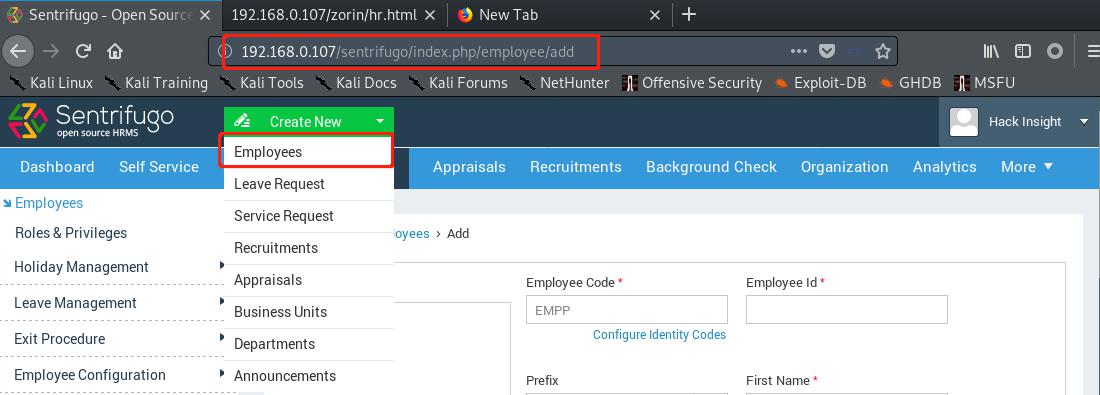 Sentrifugo - Open Source
192.168.0.107/zorin/hr.html
New Tab
192.168.0.107/sentrifugo/index.php/employee/add
Kali Linux Kali Training Kali Tools Kali Docs Kali Forums NetHunter Offensive Security Exploit-DB GHDB MSFU
Sentrifugo
open source HRMS
Create New
Hack Insight
Employees
Leave Request
Service Request
Recruitments
Appraisals
Business Units
Departments
Announcements
Dashboard Self Service Appraisals Recruitments Background Check Organization Analytics More
Employees
Roles & Privileges
Holiday Management
Leave Management
Exit Procedure
Employee Configuration
oyees > Add
Employee Code *
EMPP
Configure Identity Codes
Employee Id *
Prefix
First Name *